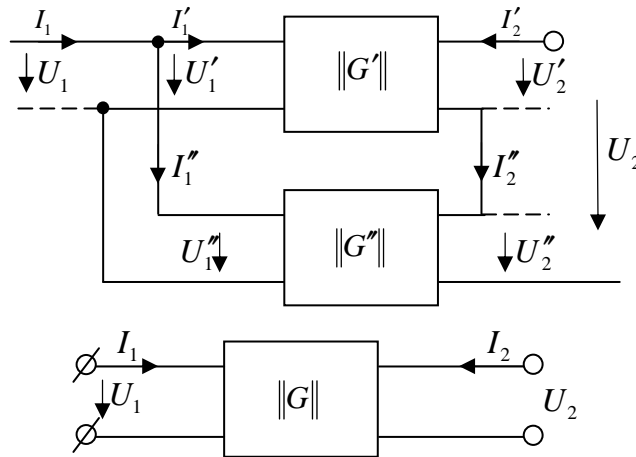 I₁ I₁′ I₂′
U₁ U₁′ ‖G′‖ U₂′
I₁″ I₂″ U₂
U₁″ ‖G″‖ U₂″
I₁ I₂
U₁ ‖G‖ U₂